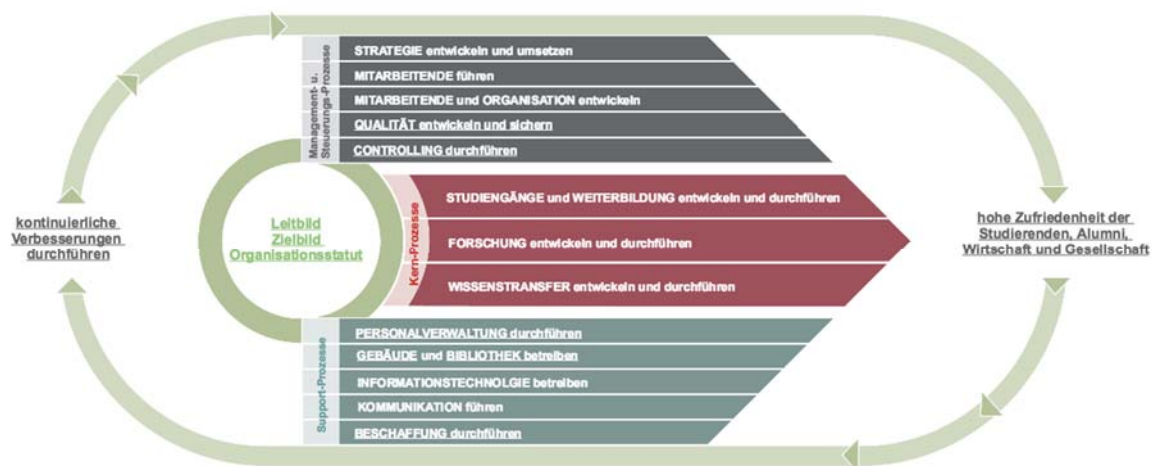 Management- u.
Steuerungs-Prozesse
STRATEGIE entwickeln und umsetzen
MITARBEITENDE führen
MITARBEITENDE und ORGANISATION entwickeln
QUALITÄT entwickeln und sichern
CONTROLLING durchführen
kontinuierliche
Verbesserungen
durchführen
Leitbild
Zielbild
Organisationsstatut
Kern-Prozesse
STUDIENGÄNGE und WEITERBILDUNG entwickeln und durchführen
FORSCHUNG entwickeln und durchführen
WISSENSTRANSFER entwickeln und durchführen
hohe Zufriedenheit der
Studierenden, Alumni,
Wirtschaft und Gesellschaft
Support-Prozesse
PERSONALVERWALTUNG durchführen
GEBÄUDE und BIBLIOTHEK betreiben
INFORMATIONSTECHNOLGIE betreiben
KOMMUNIKATION führen
BESCHAFFUNG durchführen